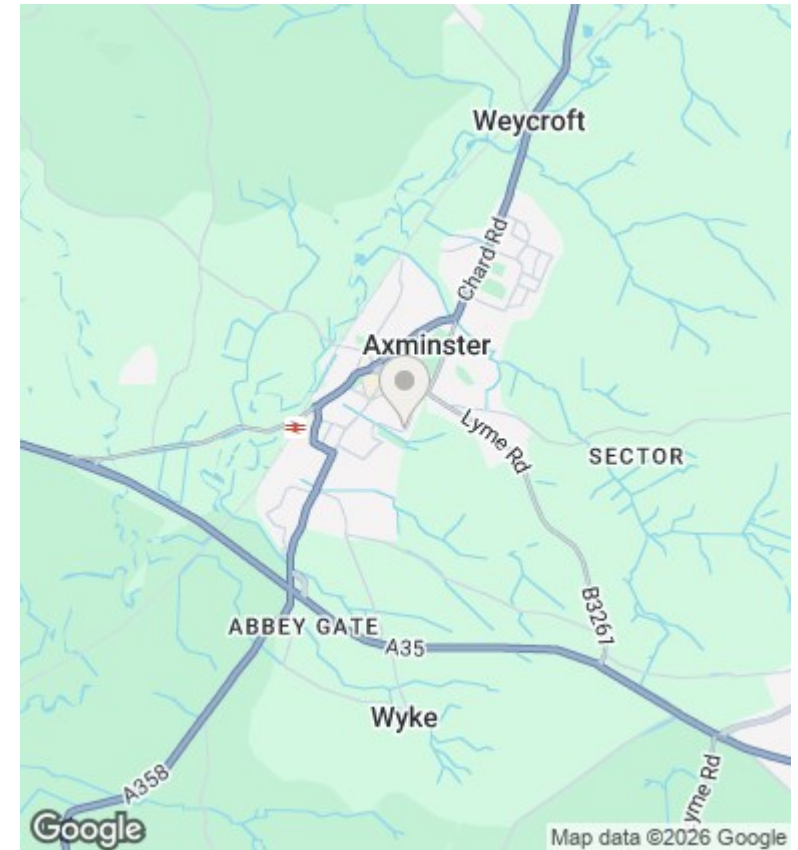 Weycroft
Chard Rd
Axminster
Lyme Rd
SECTOR
B3261
ABBEY GATE
A35
Wyke
A358
yme Rd
Google
Map data ©2026 Google